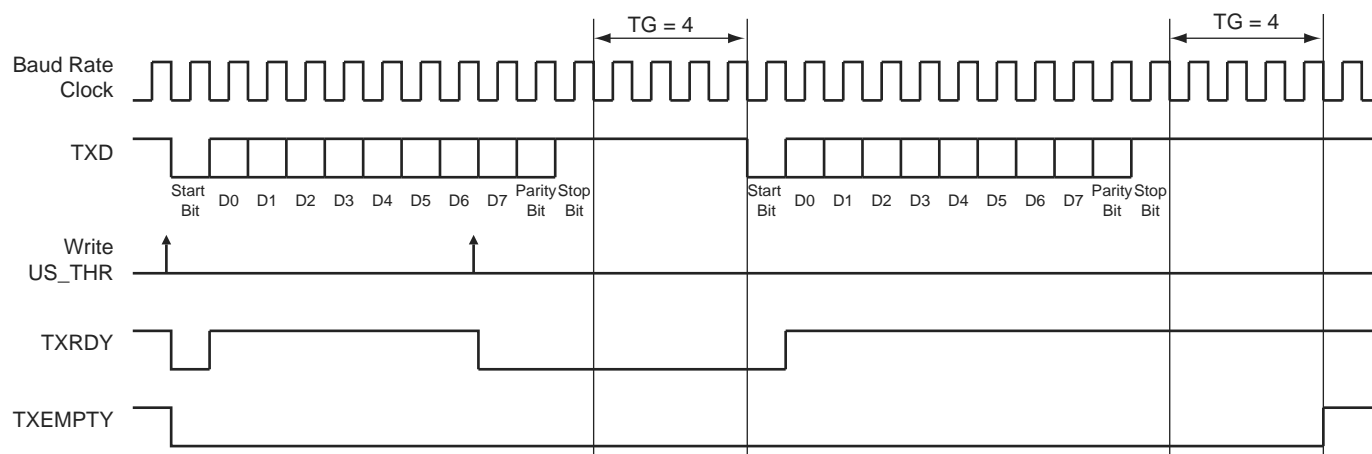 TG = 4
TG = 4
Baud Rate
Clock
TXD
Start
Bit
D0
D1
D2
D3
D4
D5
D6
D7
Parity
Bit
Stop
Bit
Start
Bit
D0
D1
D2
D3
D4
D5
D6
D7
Parity
Bit
Stop
Bit
Write
US_THR
TXRDY
TXEMPTY